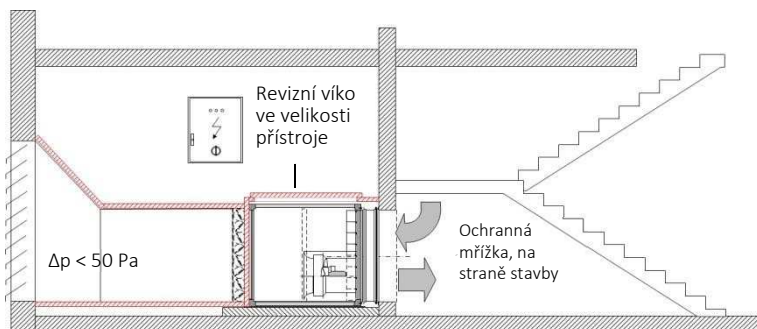 Revizní víko
ve velikosti
přístroje
Δp < 50 Pa
Ochranná
mřížka, na
straně stavby